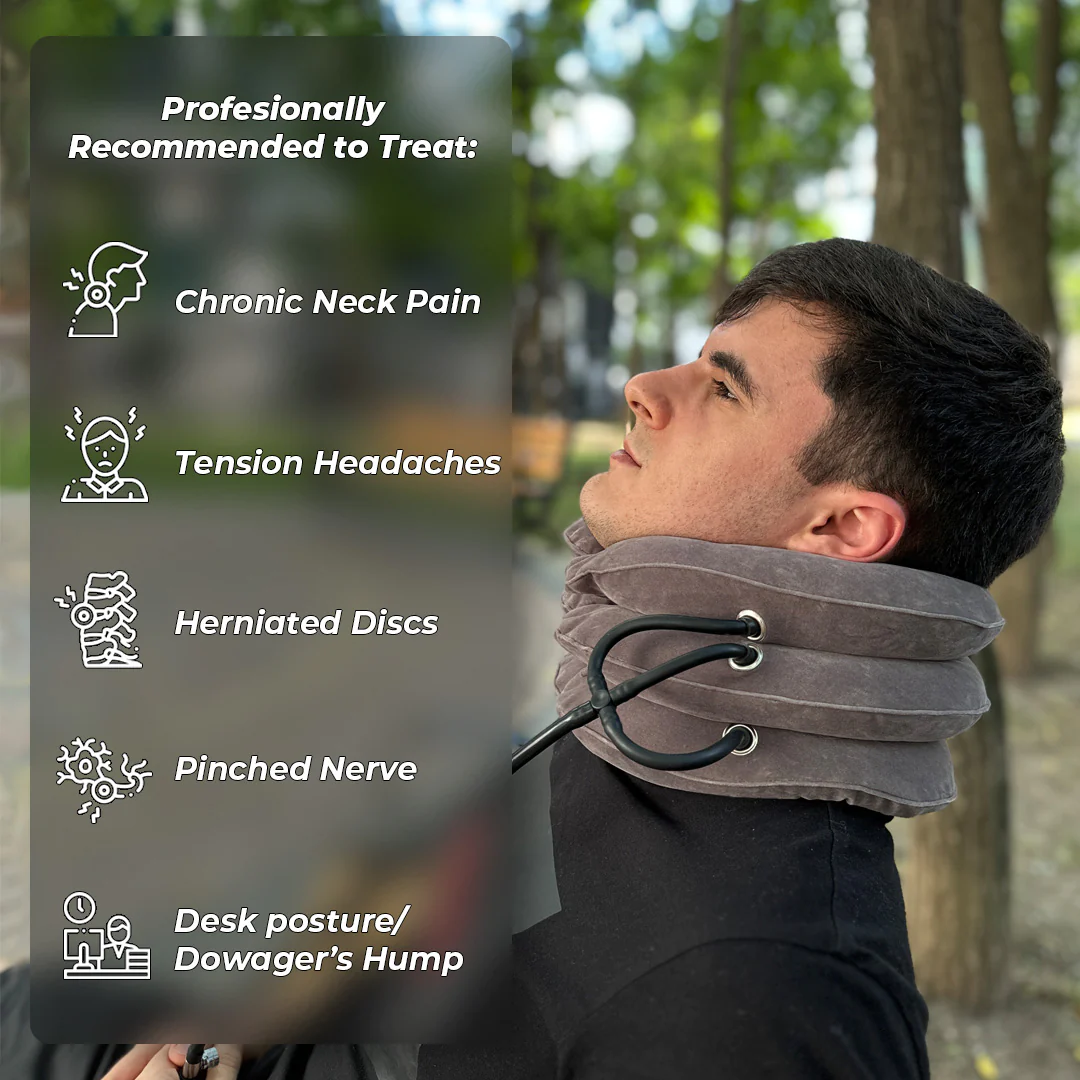 Profesionally
Recommended to Treat:
Chronic Neck Pain
Tension Headaches
Herniated Discs
Pinched Nerve
Desk posture/
Dowager's Hump